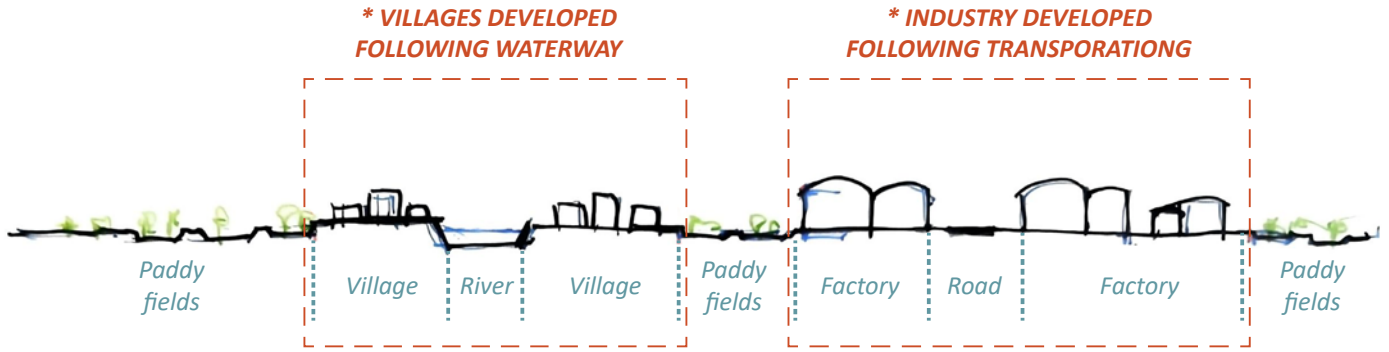 * VILLAGES DEVELOPED
FOLLOWING WATERWAY
* INDUSTRY DEVELOPED
FOLLOWING TRANSPORATIONG
Paddy
fields
Village
River
Village
Paddy
fields
Factory
Road
Factory
Paddy
fields